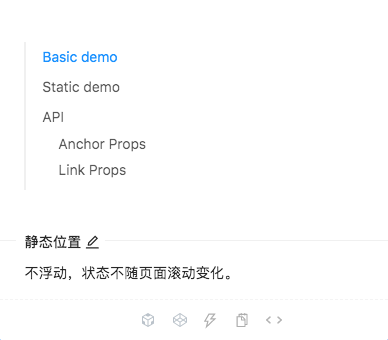 Basic demo
Static demo
API
Anchor Props
Link Props
静态位置
不浮动，状态不随页面滚动变化。